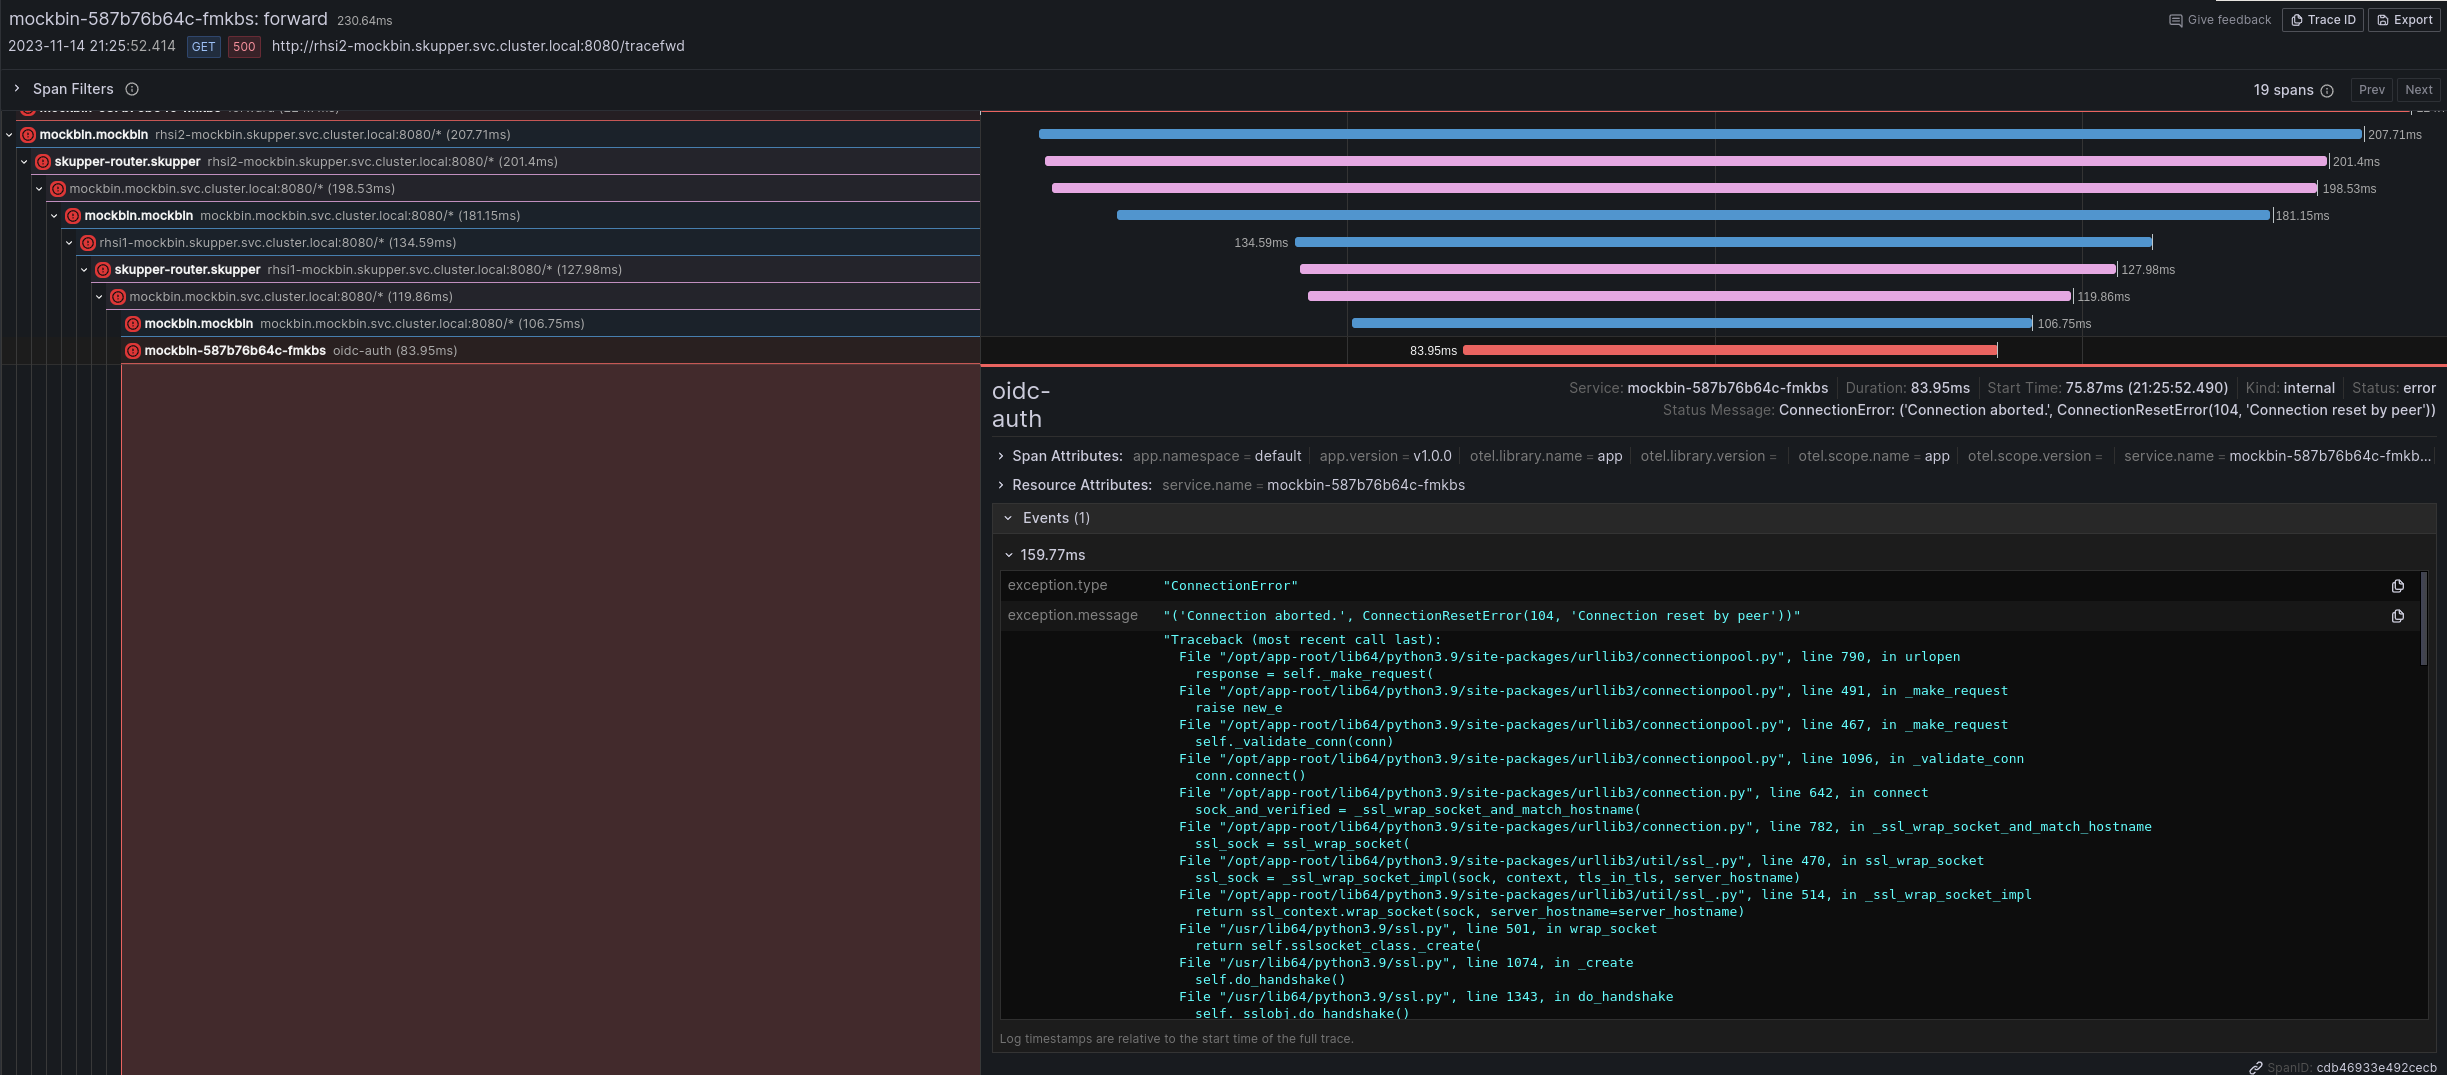 mockbin-587b76b64c-fmkbs: forward 230.64ms
Give feedback Trace ID Export
2023-11-14 21:25:52.414 GET 500 http://rhsi2-mockbin.skupper.svc.cluster.local:8080/tracefwd
Span Filters
19 spans Prev Next
mockbin.mockbin rhsi2-mockbin.skupper.svc.cluster.local:8080/* (207.71ms) 207.71ms
skupper-router.skupper rhsi2-mockbin.skupper.svc.cluster.local:8080/* (201.4ms) 201.4ms
mockbin.mockbin.svc.cluster.local:8080/* (198.53ms) 198.53ms
mockbin.mockbin mockbin.mockbin.svc.cluster.local:8080/* (181.15ms) 181.15ms
rhsi1-mockbin.skupper.svc.cluster.local:8080/* (134.59ms) 134.59ms
skupper-router.skupper rhsi1-mockbin.skupper.svc.cluster.local:8080/* (127.98ms) 127.98ms
mockbin.mockbin.svc.cluster.local:8080/* (119.86ms) 119.86ms
mockbin.mockbin mockbin.mockbin.svc.cluster.local:8080/* (106.75ms) 106.75ms
mockbin-587b76b64c-fmkbs oidc-auth (83.95ms) 83.95ms
oidc-
auth
Service: mockbin-587b76b64c-fmkbs Duration: 83.95ms Start Time: 75.87ms (21:25:52.490) Kind: internal Status: error
Status Message: ConnectionError: ('Connection aborted.', ConnectionResetError(104, 'Connection reset by peer'))
Span Attributes: app.namespace = default app.version = v1.0.0 otel.library.name = app otel.library.version = otel.scope.name = app otel.scope.version = service.name = mockbin-587b76b64c-fmkb...
Resource Attributes: service.name = mockbin-587b76b64c-fmkbs
Events (1)
159.77ms
exception.type "ConnectionError"
exception.message "('Connection aborted.', ConnectionResetError(104, 'Connection reset by peer'))"
"Traceback (most recent call last):
File "/opt/app-root/lib64/python3.9/site-packages/urllib3/connectionpool.py", line 790, in urlopen
response = self._make_request(
File "/opt/app-root/lib64/python3.9/site-packages/urllib3/connectionpool.py", line 491, in _make_request
raise new_e
File "/opt/app-root/lib64/python3.9/site-packages/urllib3/connectionpool.py", line 467, in _make_request
self._validate_conn(conn)
File "/opt/app-root/lib64/python3.9/site-packages/urllib3/connectionpool.py", line 1096, in _validate_conn
conn.connect()
File "/opt/app-root/lib64/python3.9/site-packages/urllib3/connection.py", line 642, in connect
sock_and_verified = _ssl_wrap_socket_and_match_hostname(
File "/opt/app-root/lib64/python3.9/site-packages/urllib3/connection.py", line 782, in _ssl_wrap_socket_and_match_hostname
ssl_sock = ssl_wrap_socket(
File "/opt/app-root/lib64/python3.9/site-packages/urllib3/util/ssl_.py", line 470, in ssl_wrap_socket
ssl_sock = _ssl_wrap_socket_impl(sock, context, tls_in_tls, server_hostname)
File "/opt/app-root/lib64/python3.9/site-packages/urllib3/util/ssl_.py", line 514, in _ssl_wrap_socket_impl
return ssl_context.wrap_socket(sock, server_hostname=server_hostname)
File "/usr/lib64/python3.9/ssl.py", line 501, in wrap_socket
return self.sslsocket_class._create(
File "/usr/lib64/python3.9/ssl.py", line 1074, in _create
self.do_handshake()
File "/usr/lib64/python3.9/ssl.py", line 1343, in do_handshake
self._sslobj.do_handshake()
Log timestamps are relative to the start time of the full trace.
SpanID: cdb46933e492cecb